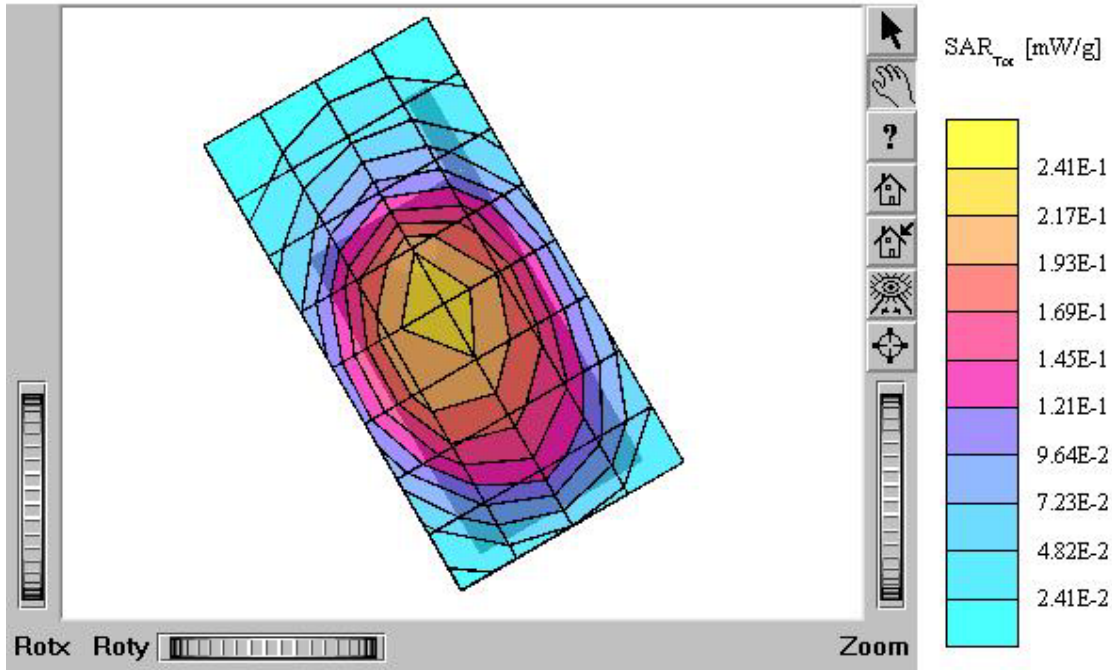 SAR Tot [mW/g]
?
2.41E-1
2.17E-1
1.93E-1
1.69E-1
1.45E-1
1.21E-1
9.64E-2
7.23E-2
4.82E-2
2.41E-2
Rotx Roty Zoom